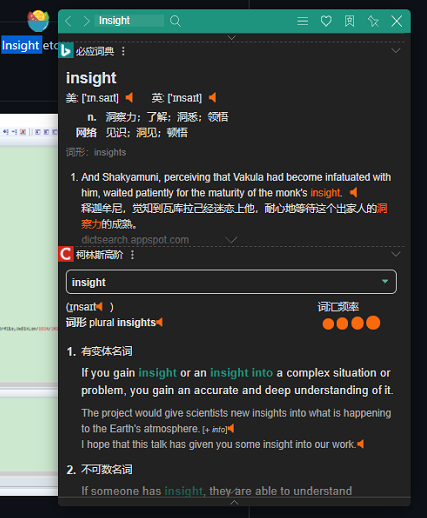 Insight
Insight etc
必应词典
insight
美: ['ɪn.saɪt] 英: ['ɪnsaɪt]
n. 洞察力；了解；洞悉；领悟
网络 见识；洞见；顿悟
词形: insights
1. And Shakyamuni, perceiving that Vakula had become infatuated with
him, waited patiently for the maturity of the monk's insight.
释迦牟尼，觉知到瓦库拉已经迷恋上他，耐心地等待这个出家人的洞
察力的成熟。
dictsearch.appspot.com
柯林斯高阶
insight
(ɪnsaɪt )
词汇频率
词形 plural insights
1. 有变体名词
If you gain insight or an insight into a complex situation or
problem, you gain an accurate and deep understanding of it.
The project would give scientists new insights into what is happening
to the Earth's atmosphere. [+ into]
I hope that this talk has given you some insight into our work.
2. 不可数名词
If someone has insight, they are able to understand